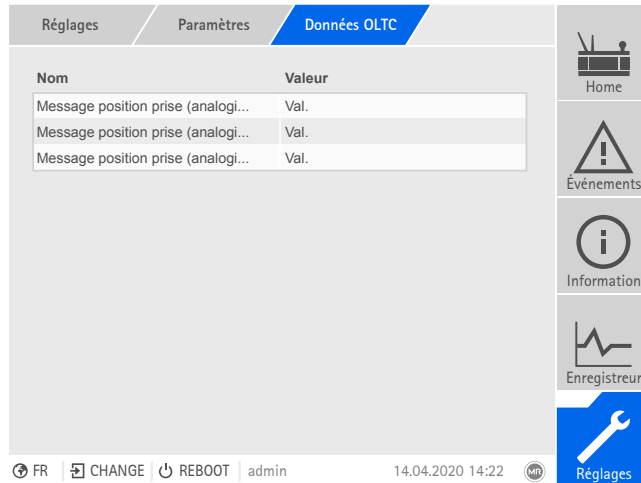 Réglages Paramètres Données OLTC
Home
Nom Valeur
Message position prise (analogi... Val.
Message position prise (analogi... Val.
Message position prise (analogi... Val.
Événements
Information
Enregistreur
Réglages
FR CHANGE REBOOT admin 14.04.2020 14:22 MR